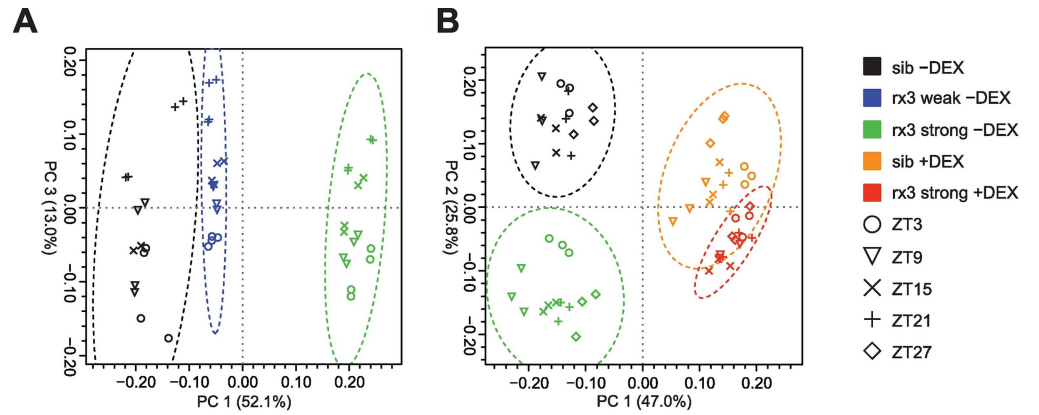 A
B
0.20
0.10
0.00
−0.10
−0.20
PC 3 (13.0%)
−0.20
−0.10
0.00
0.10
0.20
PC 1 (52.1%)
0.20
0.10
0.00
−0.10
−0.20
PC 2 (25.8%)
−0.20
−0.10
0.00
0.10
0.20
PC 1 (47.0%)
sib −DEX
rx3 weak −DEX
rx3 strong −DEX
sib +DEX
rx3 strong +DEX
ZT3
ZT9
ZT15
ZT21
ZT27